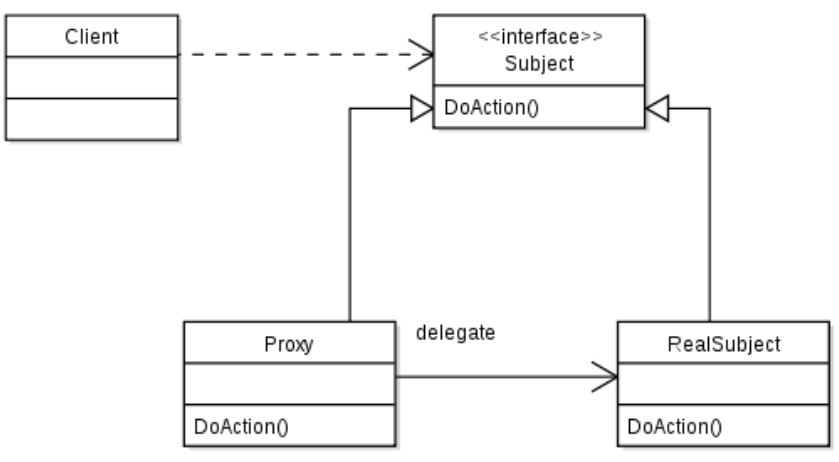 Client
<<interface>>
Subject
DoAction()
Proxy
delegate
RealSubject
DoAction()
DoAction()